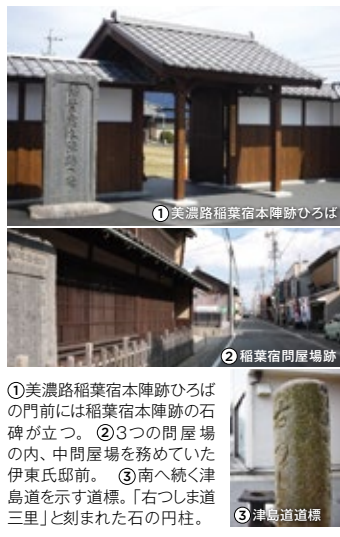 ①美濃路稲葉宿本陣跡ひろば
②稲葉宿問屋場跡
①美濃路稲葉宿本陣跡ひろば
の門前には稲葉宿本陣跡の石
碑が立つ。②3つの問屋場
の内、中問屋場を務めていた
伊東氏邸前。③南へ続く津
島道を示す道標。「右つしま道
三里」と刻まれた石の円柱。
③津島道道標